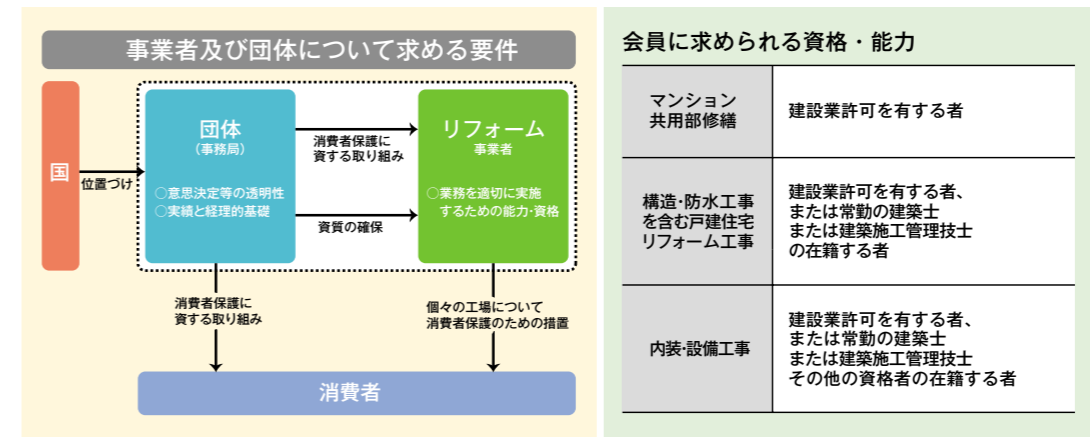 事業者及び団体について求める要件
国
位置づけ
団体
（事務局）
○意思決定等の透明性
○実績と経理的基礎
消費者保護に
資する取り組み
資質の確保
リフォーム
事業者
○業務を適切に実施
するための能力・資格
消費者保護に
資する取り組み
個々の工場について
消費者保護のための措置
消費者
会員に求められる資格・能力
マンション
共用部修繕
建設業許可を有する者
構造・防水工事
を含む戸建住宅
リフォーム工事
建設業許可を有する者、
または常勤の建築士
または建築施工管理技士
の在籍する者
内装・設備工事
建設業許可を有する者、
または常勤の建築士
または建築施工管理技士
その他の資格者の在籍する者